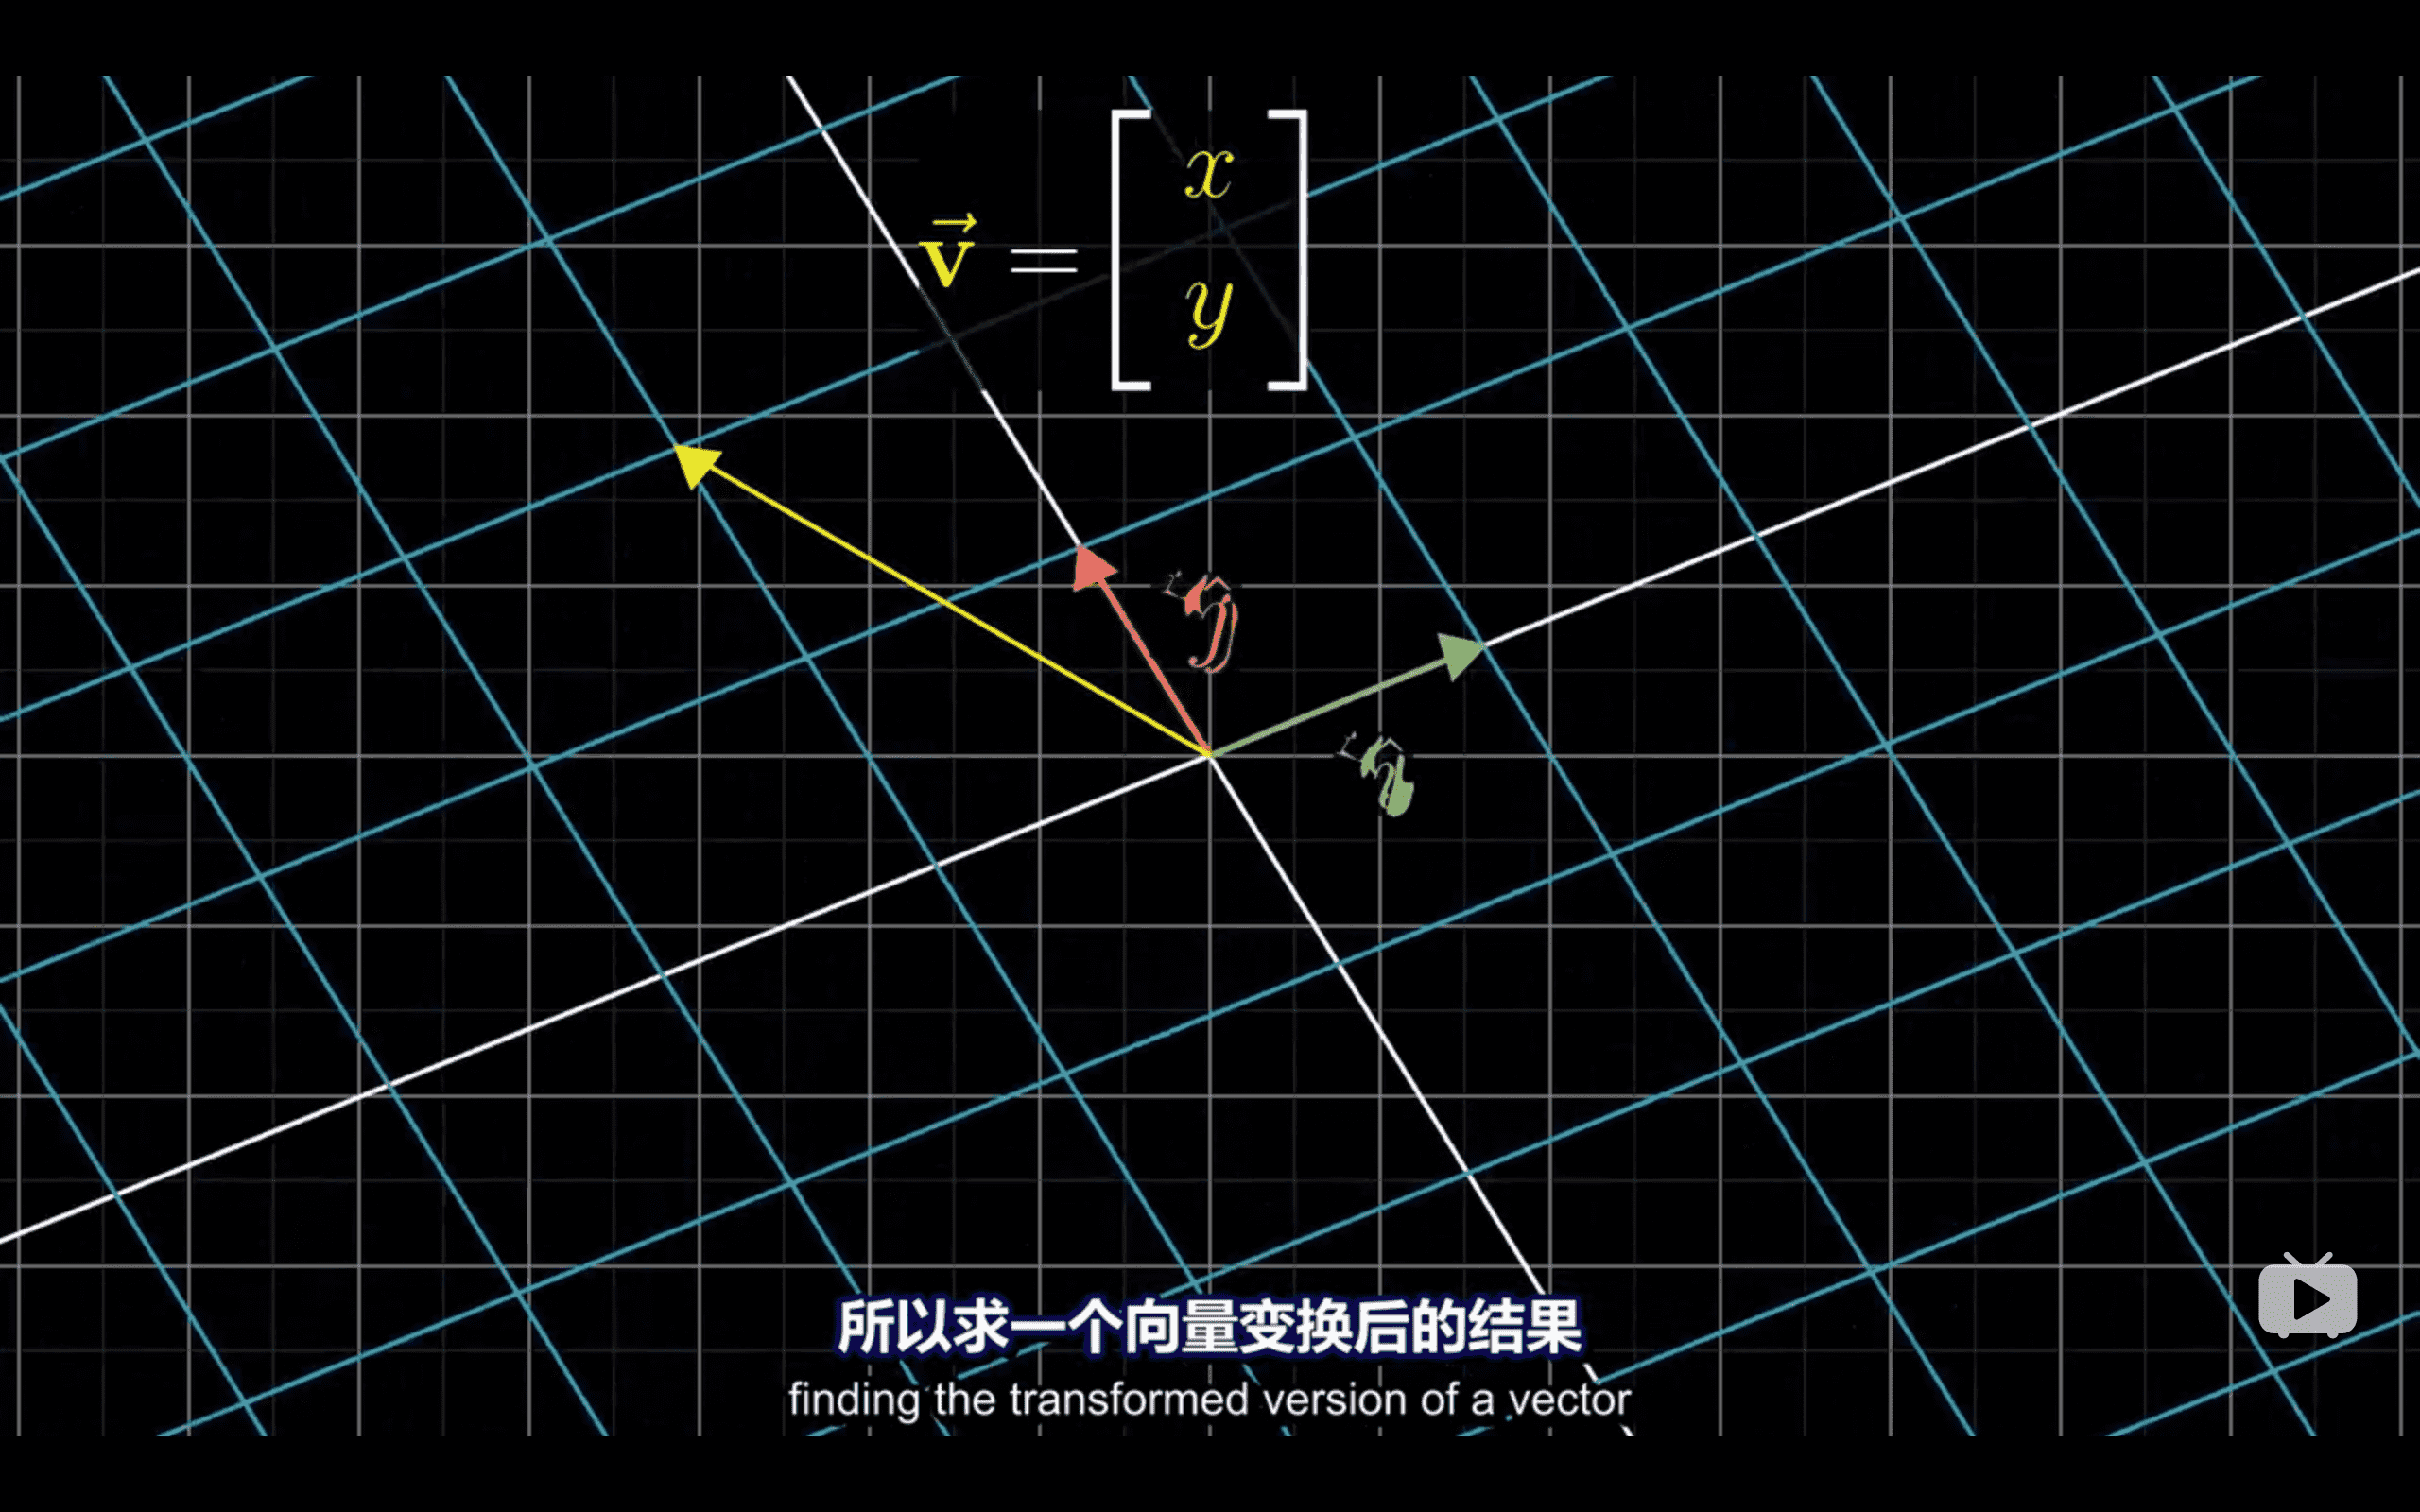 v⃗ = [ x
y ]
所以求一个向量变换后的结果
finding the transformed version of a vector